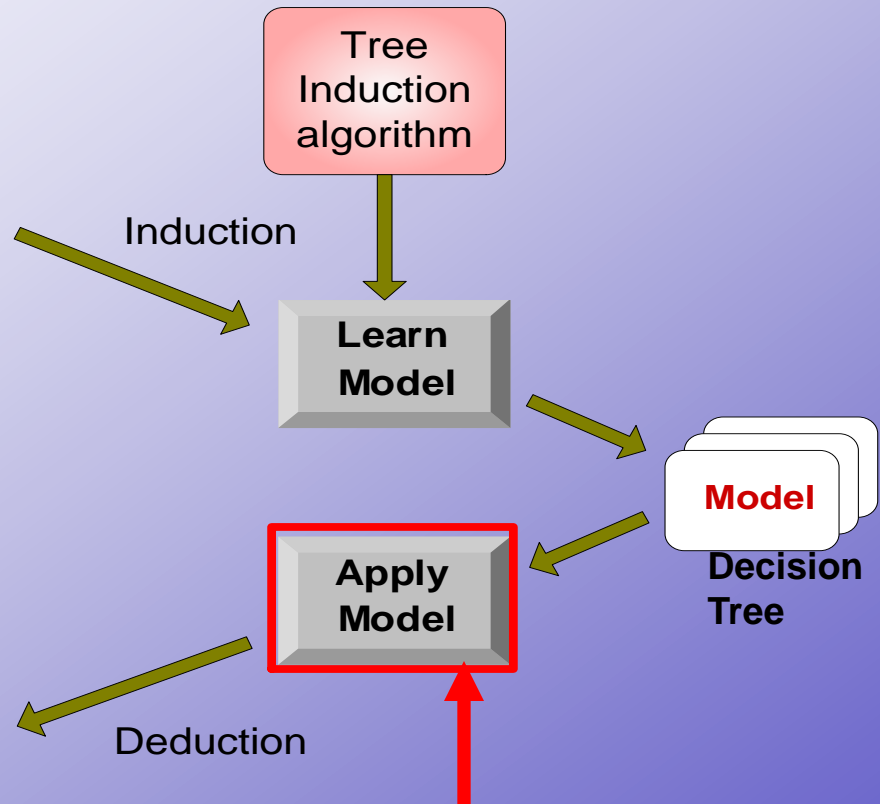 Tree
Induction
algorithm
Induction
Learn
Model
Model
Decision
Tree
Apply
Model
Deduction